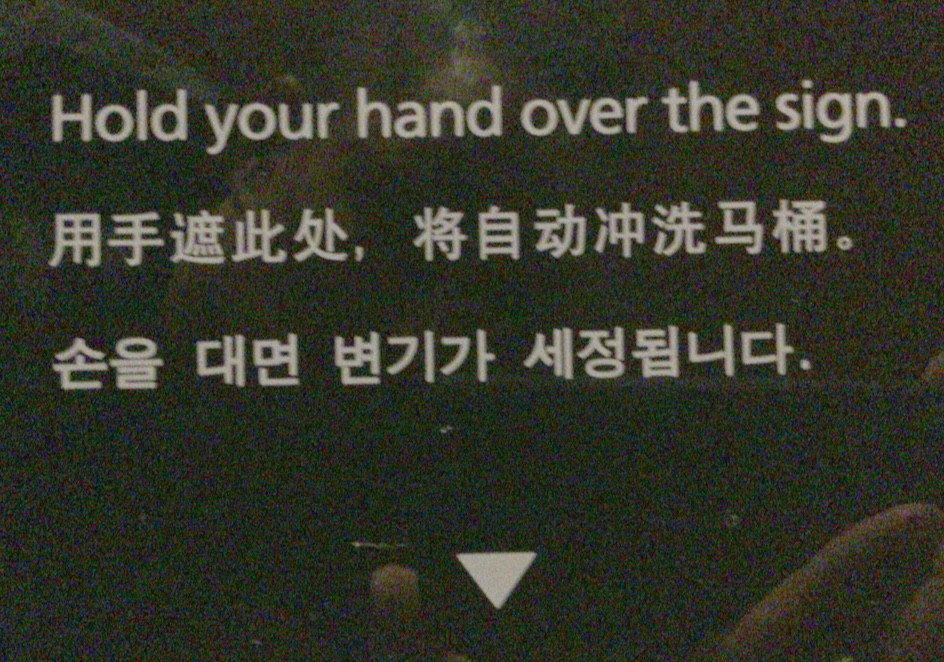 Hold your hand over the sign.
用手遮此处，将自动冲洗马桶。
손을 대면 변기가 세정됩니다.